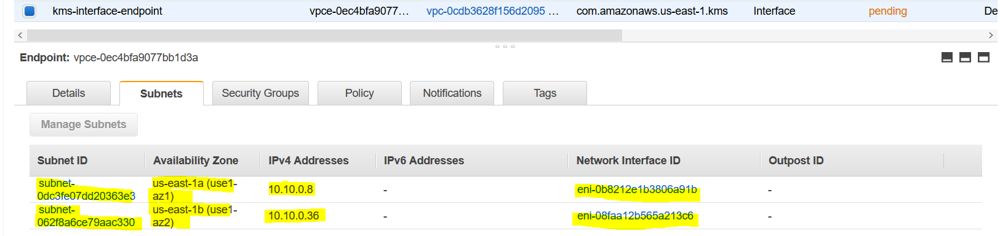 kms-interface-endpoint vpce-0ec4bfa9077... vpc-0cdb3628f156d2095 ... com.amazonaws.us-east-1.kms Interface pending De
Endpoint: vpce-0ec4bfa9077bb1d3a
Details Subnets Security Groups Policy Notifications Tags
Manage Subnets
Subnet ID Availability Zone IPv4 Addresses IPv6 Addresses Network Interface ID Outpost ID
subnet- us-east-1a (use1-
0dc3fe07dd20363e3 az1) 10.10.0.8 - eni-0b8212e1b3806a91b -
subnet- us-east-1b (use1-
062f8a6ce79aac330 az2) 10.10.0.36 - eni-08faa12b565a213c6 -